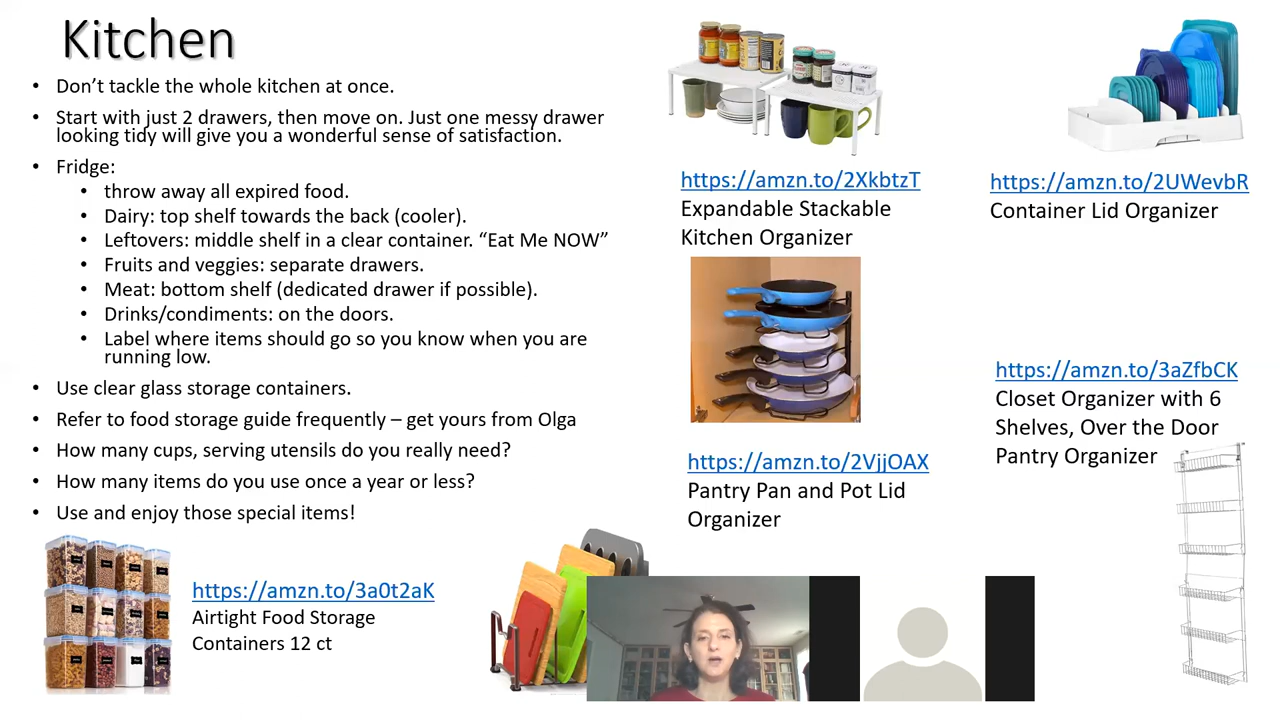 Kitchen
• Don’t tackle the whole kitchen at once.
• Start with just 2 drawers, then move on. Just one messy drawer
looking tidy will give you a wonderful sense of satisfaction.
• Fridge:
• throw away all expired food.
• Dairy: top shelf towards the back (cooler).
• Leftovers: middle shelf in a clear container. “Eat Me NOW”
• Fruits and veggies: separate drawers.
• Meat: bottom shelf (dedicated drawer if possible).
• Drinks/condiments: on the doors.
• Label where items should go so you know when you are
running low.
• Use clear glass storage containers.
• Refer to food storage guide frequently – get yours from Olga
• How many cups, serving utensils do you really need?
• How many items do you use once a year or less?
• Use and enjoy those special items!
https://amzn.to/3a0t2aK
Airtight Food Storage
Containers 12 ct
https://amzn.to/2XkbtzT
Expandable Stackable
Kitchen Organizer
https://amzn.to/2UWevbR
Container Lid Organizer
https://amzn.to/2VjjOAX
Pantry Pan and Pot Lid
Organizer
https://amzn.to/3aZfbCK
Closet Organizer with 6
Shelves, Over the Door
Pantry Organizer